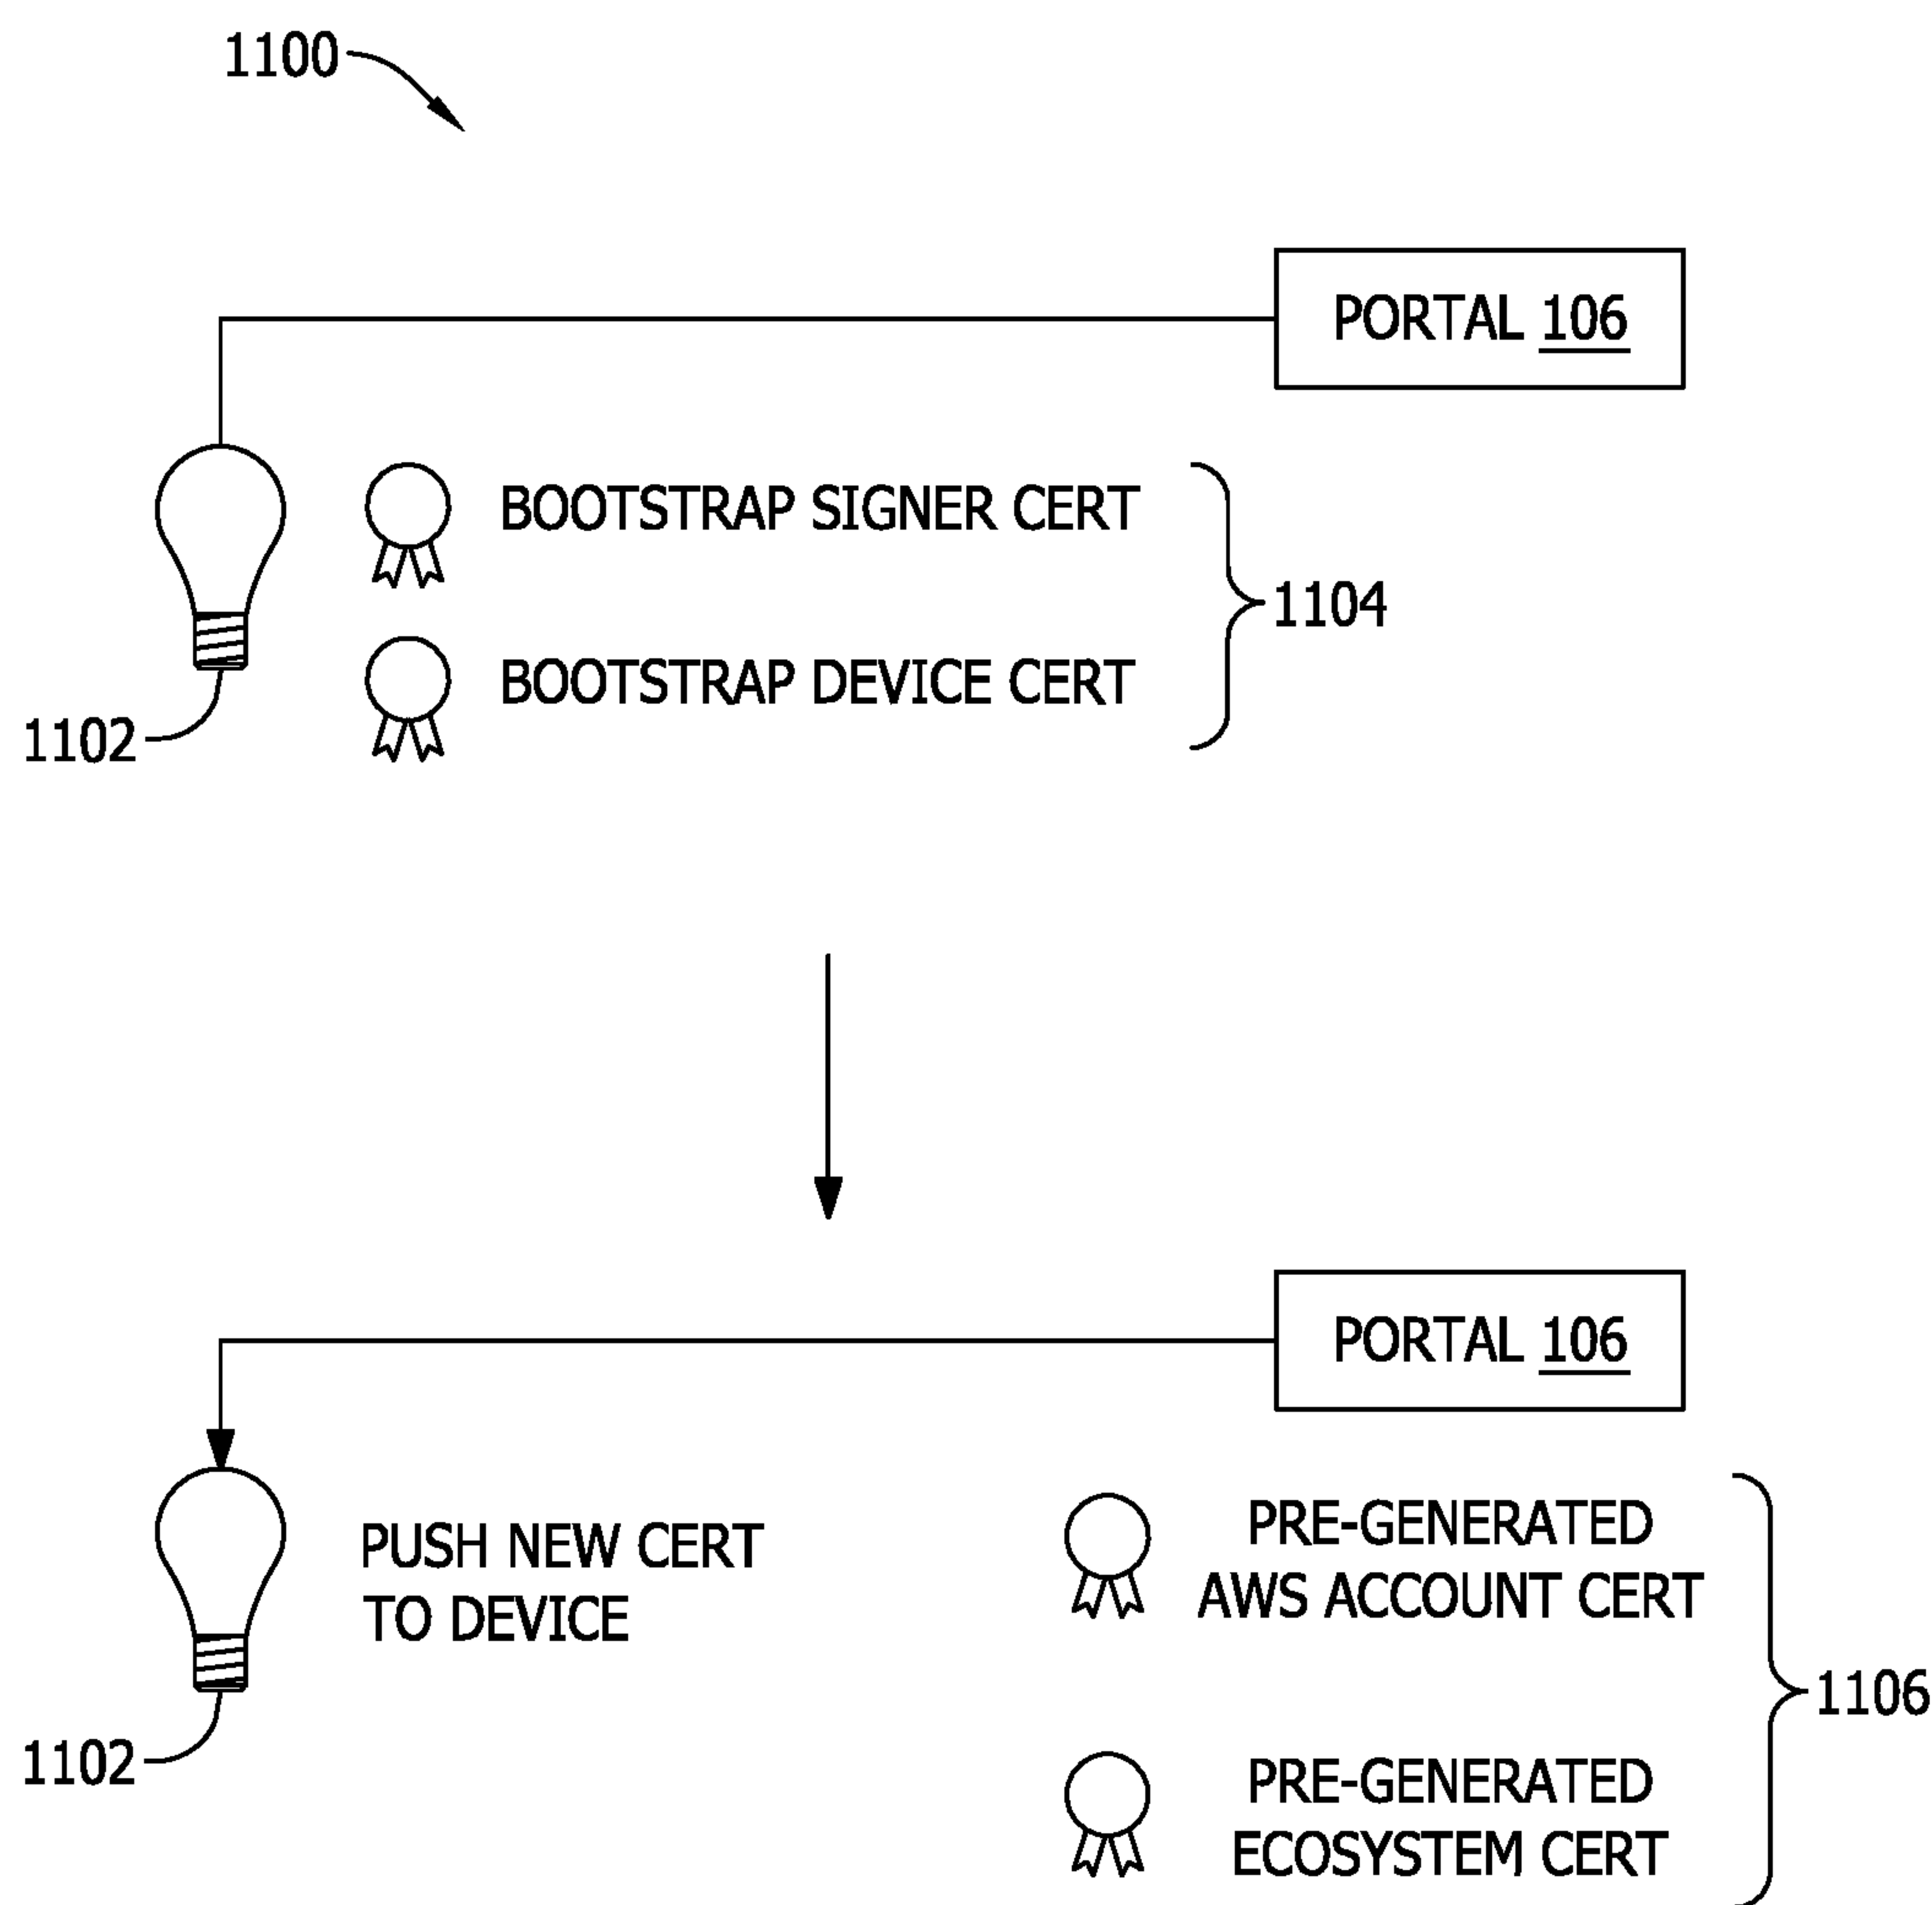 1100
PORTAL 106
BOOTSTRAP SIGNER CERT
1104
BOOTSTRAP DEVICE CERT
1102
PORTAL 106
PUSH NEW CERT
TO DEVICE
PRE-GENERATED
AWS ACCOUNT CERT
1106
1102
PRE-GENERATED
ECOSYSTEM CERT